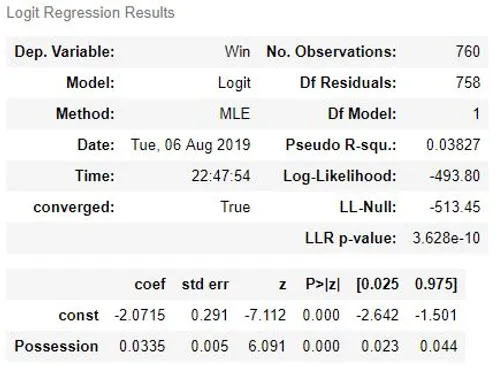 Logit Regression Results
Dep. Variable: Win No. Observations: 760
Model: Logit Df Residuals: 758
Method: MLE Df Model: 1
Date: Tue, 06 Aug 2019 Pseudo R-squ.: 0.03827
Time: 22:47:54 Log-Likelihood: -493.80
converged: True LL-Null: -513.45
LLR p-value: 3.628e-10
coef std err z P>|z| [0.025 0.975]
const -2.0715 0.291 -7.112 0.000 -2.642 -1.501
Possession 0.0335 0.005 6.091 0.000 0.023 0.044